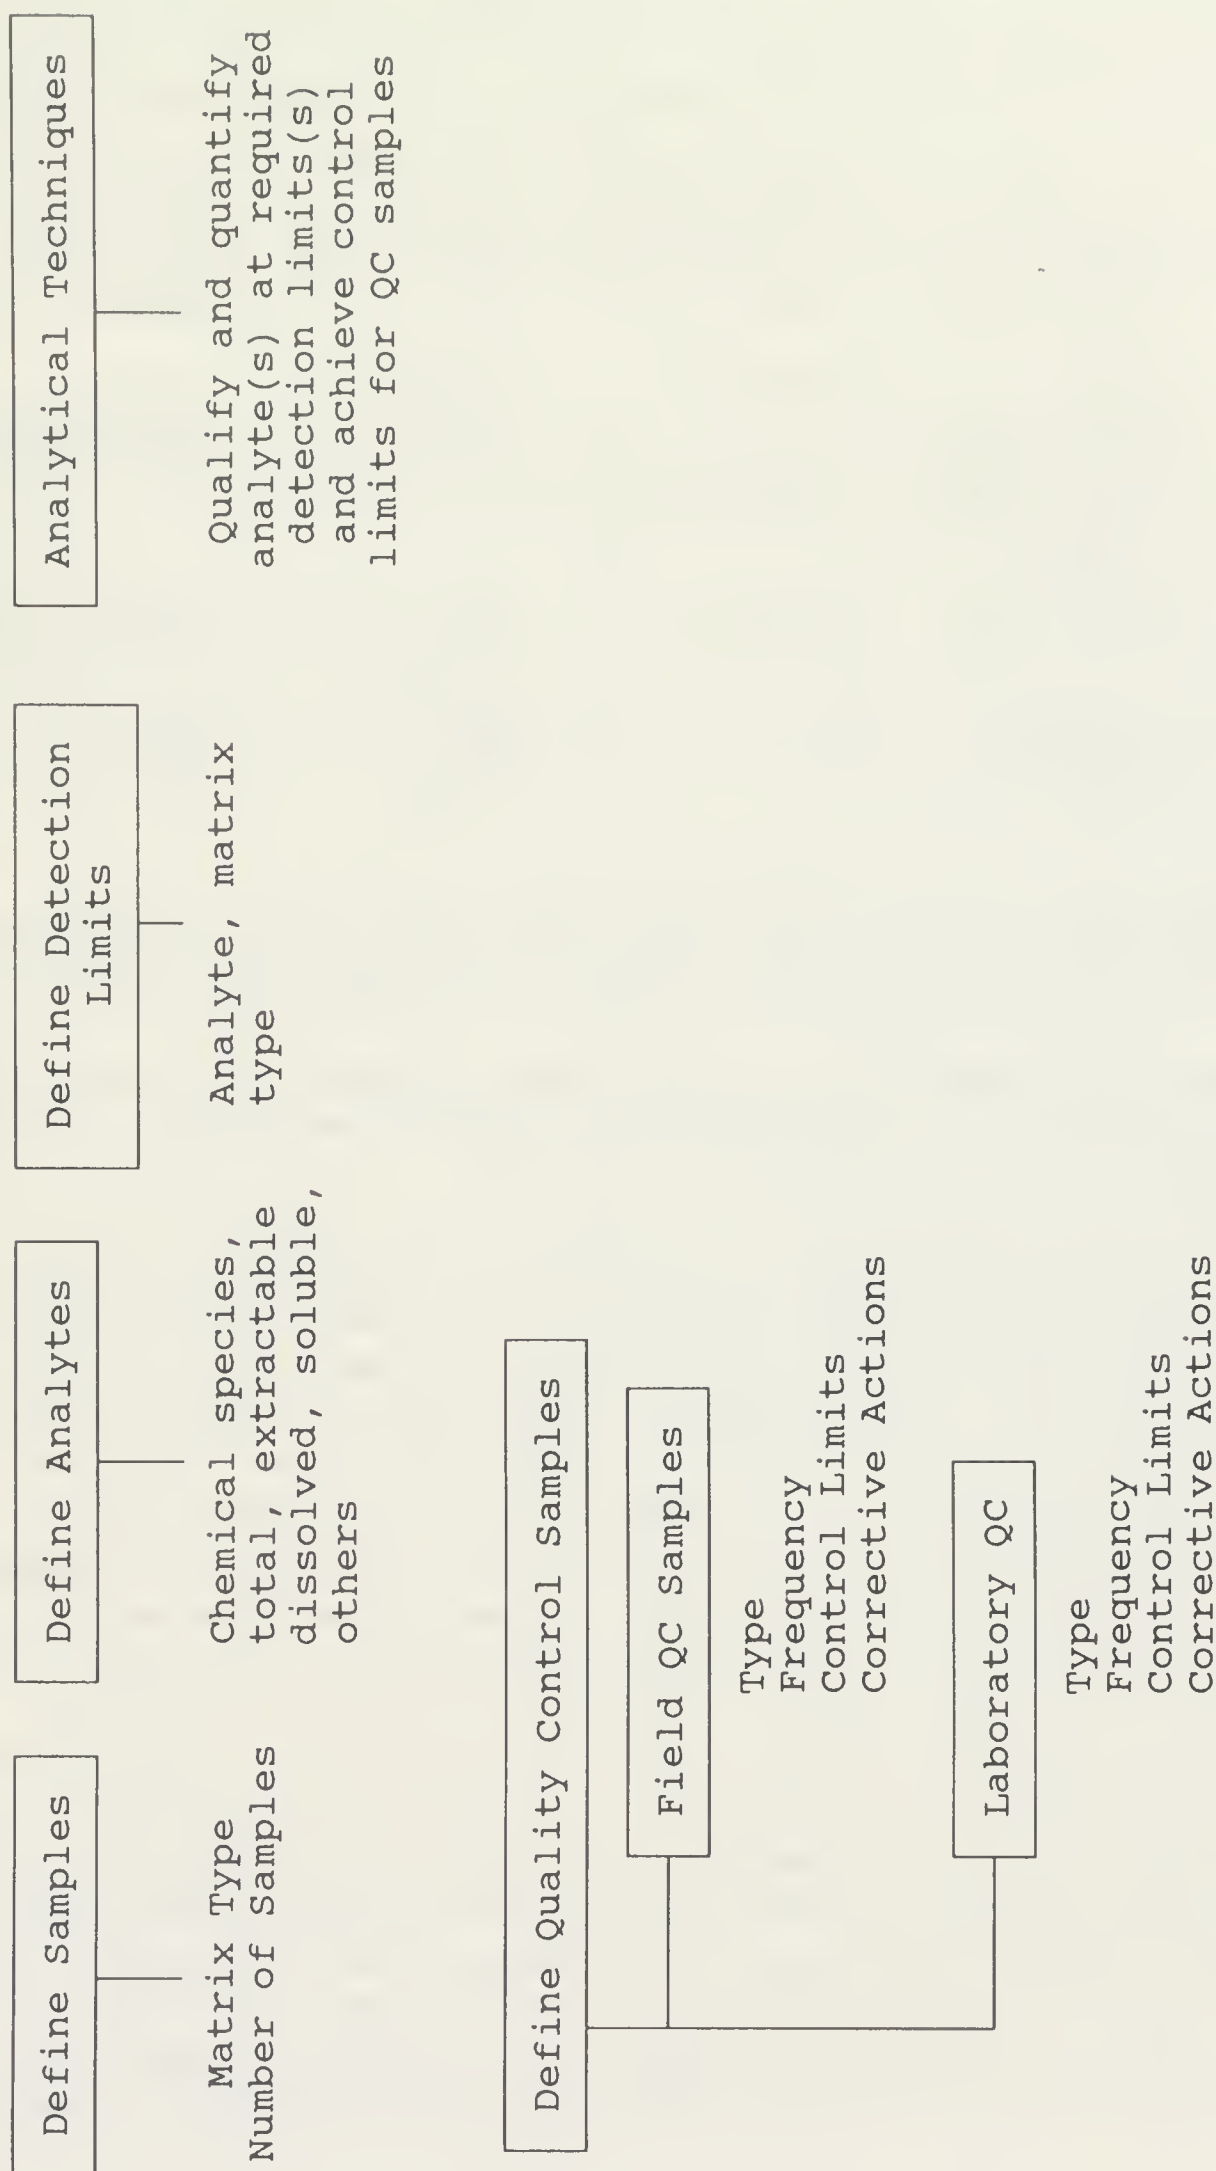 Define Samples
Matrix Type
Number of Samples
Define Analytes
Chemical species,
total, extractable
dissolved, soluble,
others
Define Detection
Limits
Analyte, matrix
type
Analytical Techniques
Qualify and quantify
analyte(s) at required
detection limits(s)
and achieve control
limits for QC samples
Define Quality Control Samples
Field QC Samples
Type
Frequency
Control Limits
Corrective Actions
Laboratory QC
Type
Frequency
Control Limits
Corrective Actions